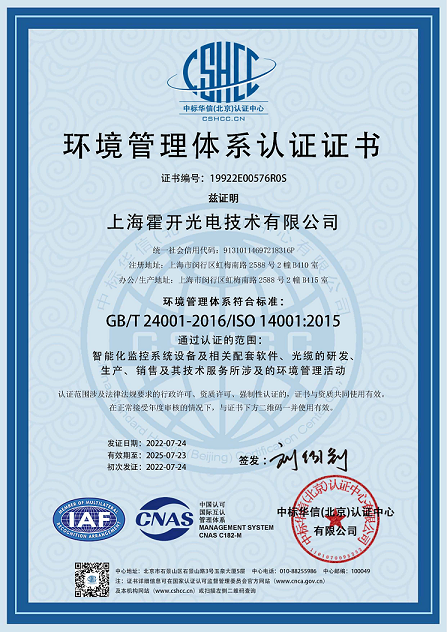 CSHCC
中标华信(北京)认证中心
CSHCC.CN
环境管理体系认证证书
证书编号：19922E00576R0S
兹证明
上海霍开光电技术有限公司
统一社会信用代码：91310114697218316P
注册地址：上海市闵行区虹梅南路2588号2幢B410室
办公/生产地址：上海市闵行区虹梅南路2588号2幢B415室
环境管理体系符合标准：
GB/T 24001-2016/ISO 14001:2015
通过认证的范围：
智能化监控系统设备及相关配套软件、光缆的研发、
生产、销售及其技术服务所涉及的环境管理活动
认证范围涉及法律法规要求的行政许可、资质许可、强制性认证的，证书与资质共同使用有效。
在正常接受年度审核的情况下，与证书下方二维码一并使用有效。
发证日期：2022-07-24
有效期至：2025-07-23
初次发证：2022-07-24
签发：
MEMBER OF MULTILATERAL
IAF
RECOGNITION ARRANGEMENT
CNAS
中国认可
国际互认
管理体系
MANAGEMENT SYSTEM
CNAS C182-M
中标华信(北京)认证中心
有限公司
中心地址：北京市石景山区石景山路3号玉泉大厦5层 中心电话：010-88255986 中心邮编：100049
注：证书详细信息可在国家认证认可监督管理委员会官方网站（www.cnca.gov.cn）
及本机构网站（www.cshcc.cn）或扫描左侧二维码查询